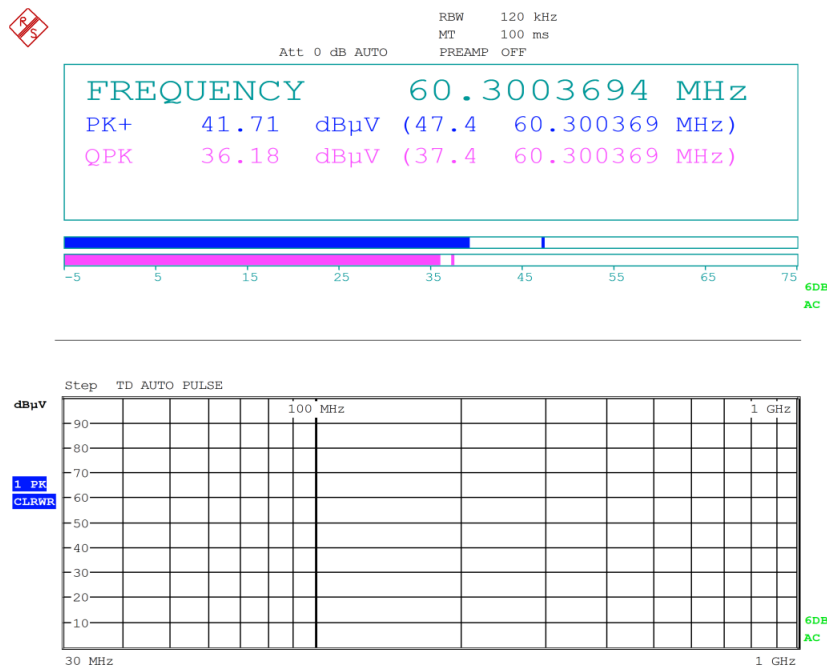 R S
RBW 120 kHz
MT 100 ms
Att 0 dB AUTO PREAMP OFF
FREQUENCY 60.3003694 MHz
PK+ 41.71 dBµV (47.4 60.300369 MHz)
QPK 36.18 dBµV (37.4 60.300369 MHz)
-5 5 15 25 35 45 55 65 75
6DB
AC
Step TD AUTO PULSE
dBµV
100 MHz 1 GHz
90
80
70
1 PK
60
CLRWR
50
40
30
20
10
6DB
AC
30 MHz 1 GHz